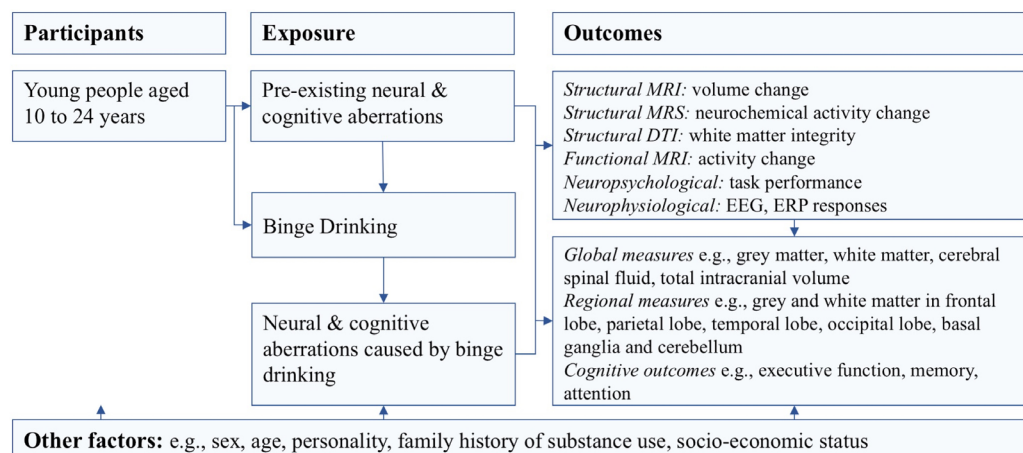 Participants
Exposure
Outcomes
Young people aged
10 to 24 years
Pre-existing neural &
cognitive aberrations
Binge Drinking
Neural & cognitive
aberrations caused by binge
drinking
Structural MRI: volume change
Structural MRS: neurochemical activity change
Structural DTI: white matter integrity
Functional MRI: activity change
Neuropsychological: task performance
Neurophysiological: EEG, ERP responses
Global measures e.g., grey matter, white matter, cerebral
spinal fluid, total intracranial volume
Regional measures e.g., grey and white matter in frontal
lobe, parietal lobe, temporal lobe, occipital lobe, basal
ganglia and cerebellum
Cognitive outcomes e.g., executive function, memory,
attention
Other factors: e.g., sex, age, personality, family history of substance use, socio-economic status